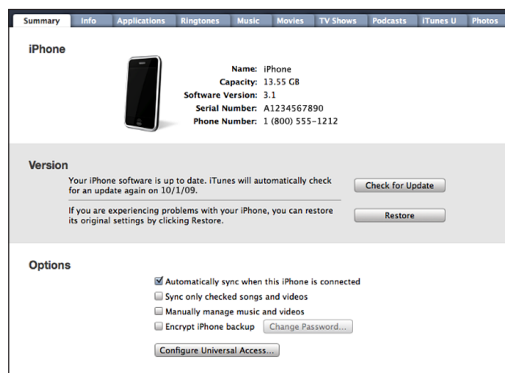 Summary Info Applications Ringtones Music Movies TV Shows Podcasts iTunes U Photos
iPhone
Name: iPhone
Capacity: 13.55 GB
Software Version: 3.1
Serial Number: A1234567890
Phone Number: 1 (800) 555-1212
Version
Your iPhone software is up to date. iTunes will automatically check
for an update again on 10/1/09.
Check for Update
If you are experiencing problems with your iPhone, you can restore
its original settings by clicking Restore.
Restore
Options
Automatically sync when this iPhone is connected
Sync only checked songs and videos
Manually manage music and videos
Encrypt iPhone backup Change Password...
Configure Universal Access...